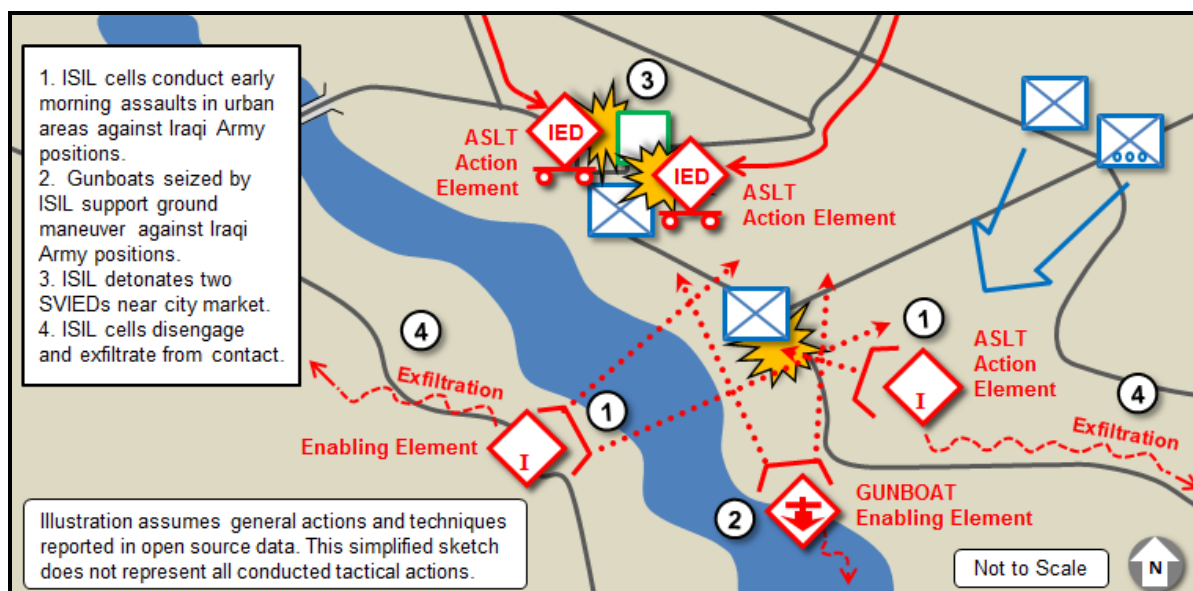 1. ISIL cells conduct early
morning assaults in urban
areas against Iraqi Army
positions.
2. Gunboats seized by
ISIL support ground
maneuver against Iraqi
Army positions.
3. ISIL detonates two
SVIEDs near city market.
4. ISIL cells disengage
and exfiltrate from contact.
3
IED
ASLT
Action
Element
IED
ASLT
Action Element
4
Exfiltration
1
Enabling Element
I
1
ASLT
Action
Element
I
4
Exfiltration
2
GUNBOAT
Enabling Element
Illustration assumes general actions and techniques
reported in open source data. This simplified sketch
does not represent all conducted tactical actions.
Not to Scale
N